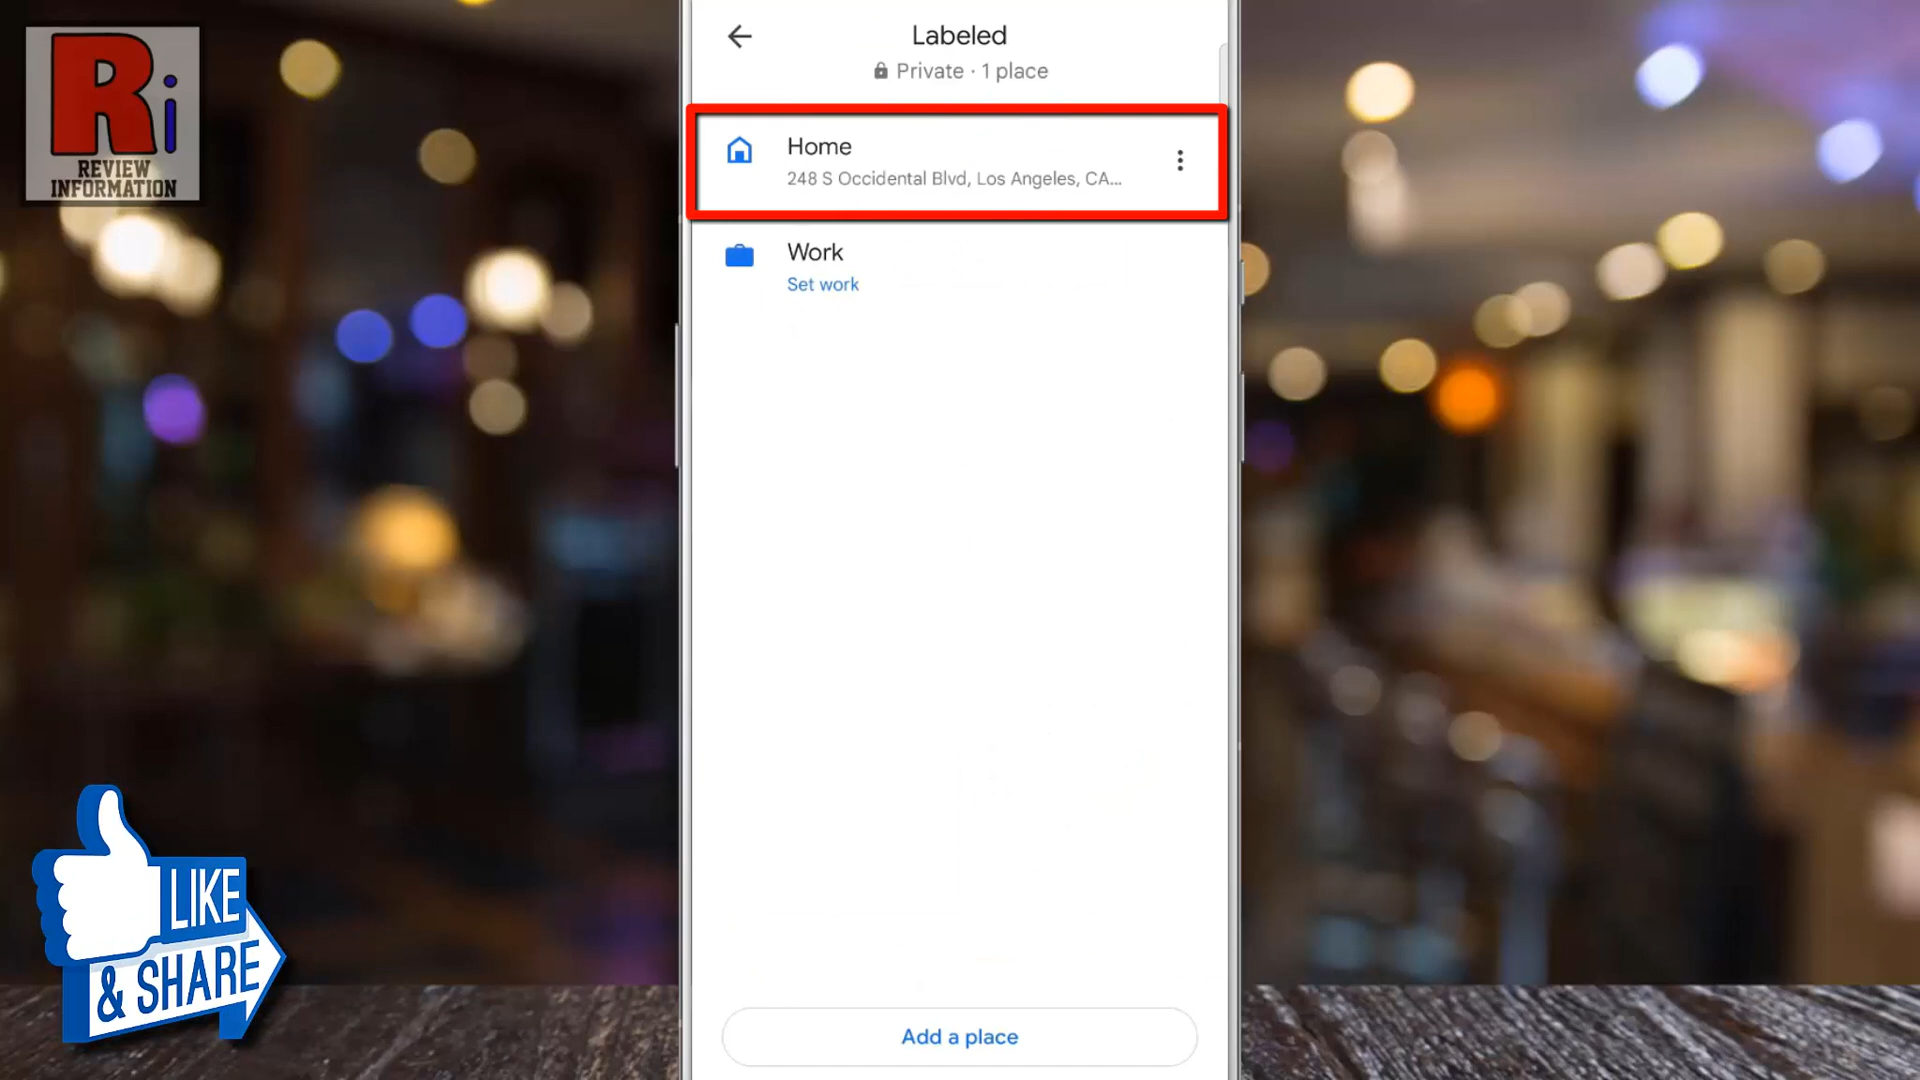 Ri
REVIEW
INFORMATION
Labeled
Private · 1 place
Home
248 S Occidental Blvd, Los Angeles, CA...
Work
Set work
Add a place
LIKE
& SHARE